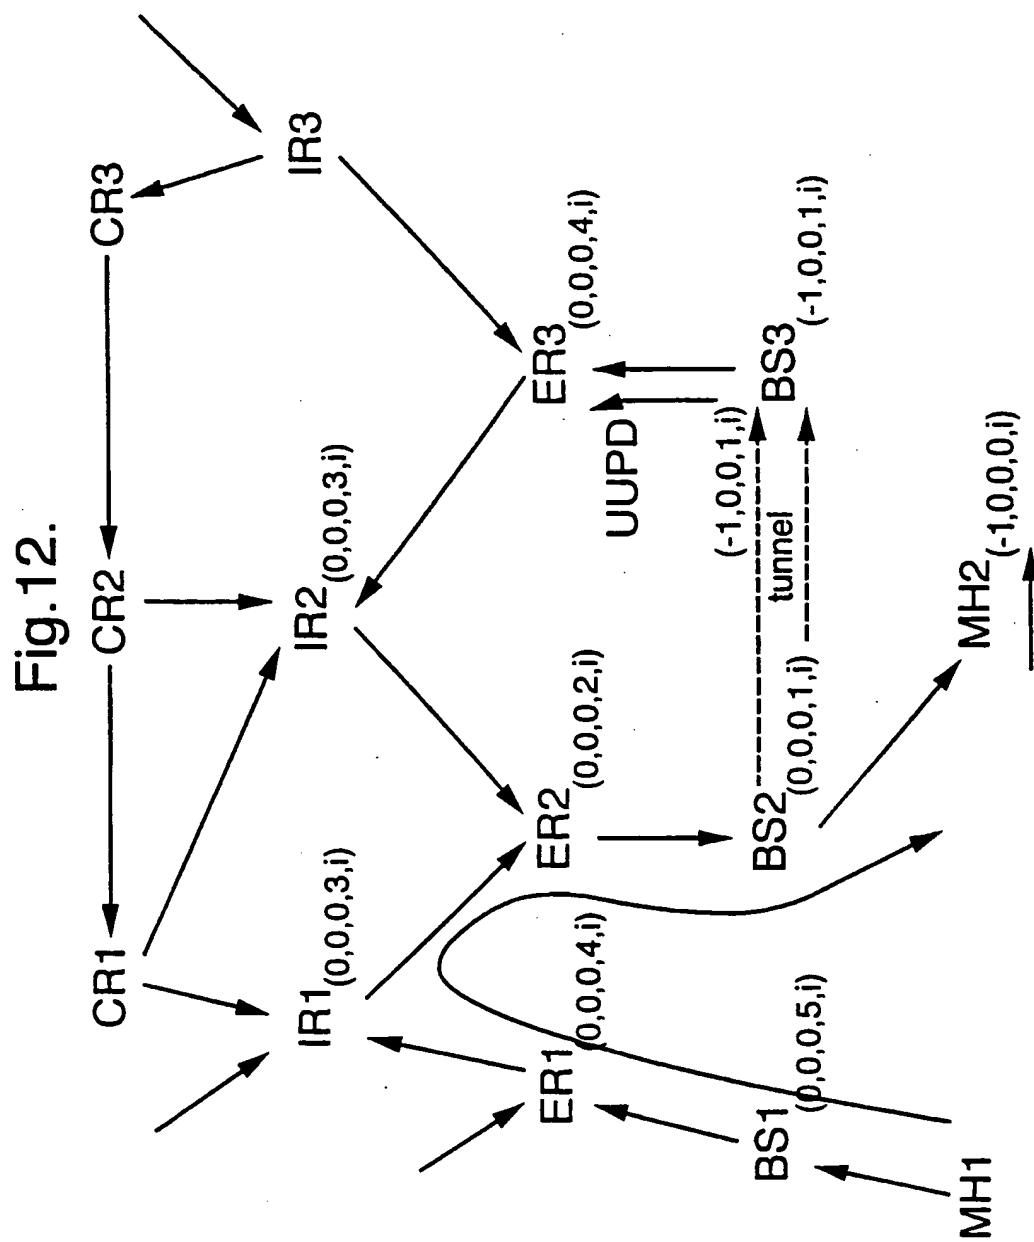 Fig.12.
CR1
CR2
CR3
IR1(0,0,0,3,i)
IR2(0,0,0,3,i)
IR3
ER1(0,0,0,4,i)
ER2(0,0,0,2,i)
ER3(0,0,0,4,i)
UUPD
(-1,0,0,1,i)
tunnel
BS1(0,0,0,5,i)
BS2(0,0,0,1,i)
BS3(-1,0,0,1,i)
MH1
MH2(-1,0,0,0,i)